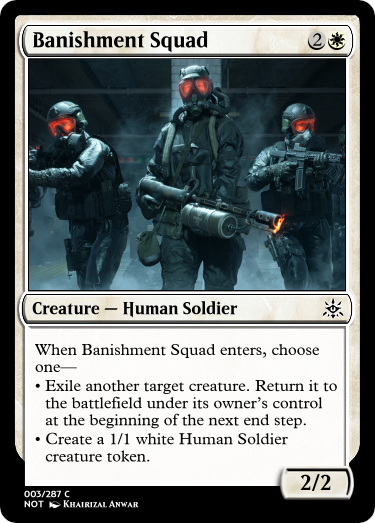 Banishment Squad 2
Creature — Human Soldier
When Banishment Squad enters, choose
one—
• Exile another target creature. Return it to
the battlefield under its owner's control
at the beginning of the next end step.
• Create a 1/1 white Human Soldier
creature token.
2/2
003/287 C
NOT Khairizal Anwar